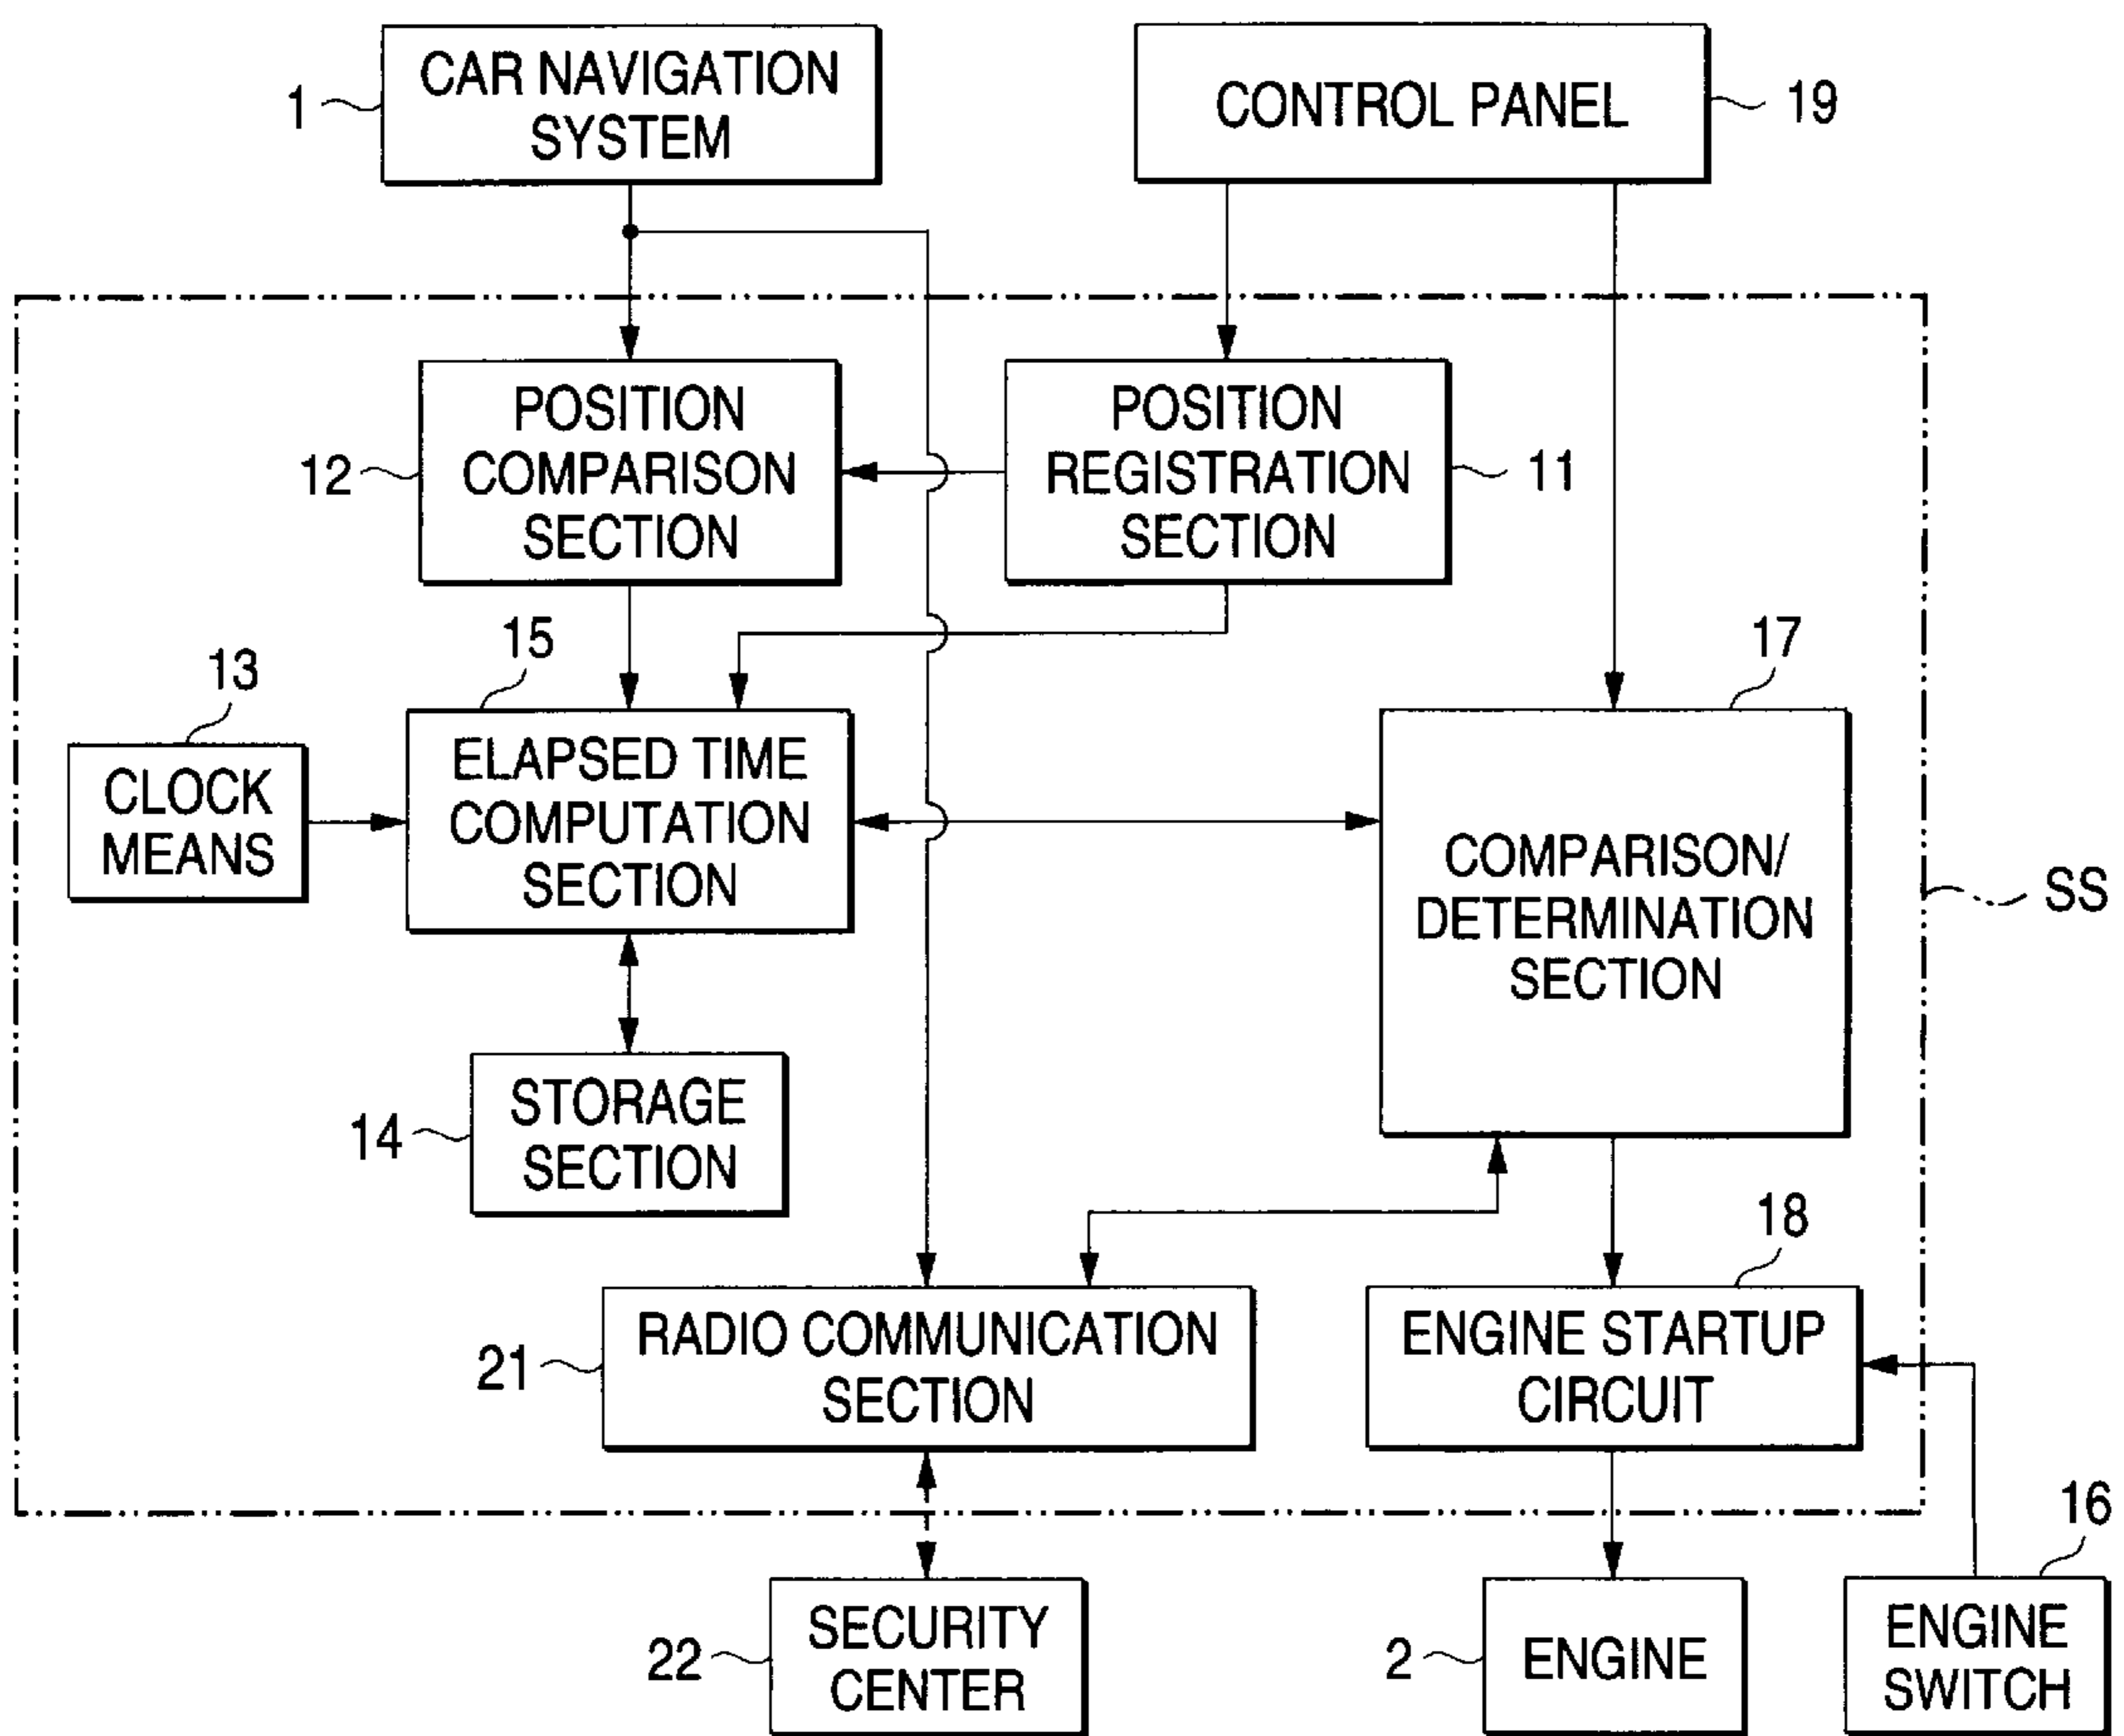 1
CAR NAVIGATION
SYSTEM
CONTROL PANEL
19
12
POSITION
COMPARISON
SECTION
POSITION
REGISTRATION
SECTION
11
13
CLOCK
MEANS
15
ELAPSED TIME
COMPUTATION
SECTION
17
COMPARISON/
DETERMINATION
SECTION
SS
14
STORAGE
SECTION
21
RADIO COMMUNICATION
SECTION
18
ENGINE STARTUP
CIRCUIT
22
SECURITY
CENTER
2
ENGINE
16
ENGINE
SWITCH